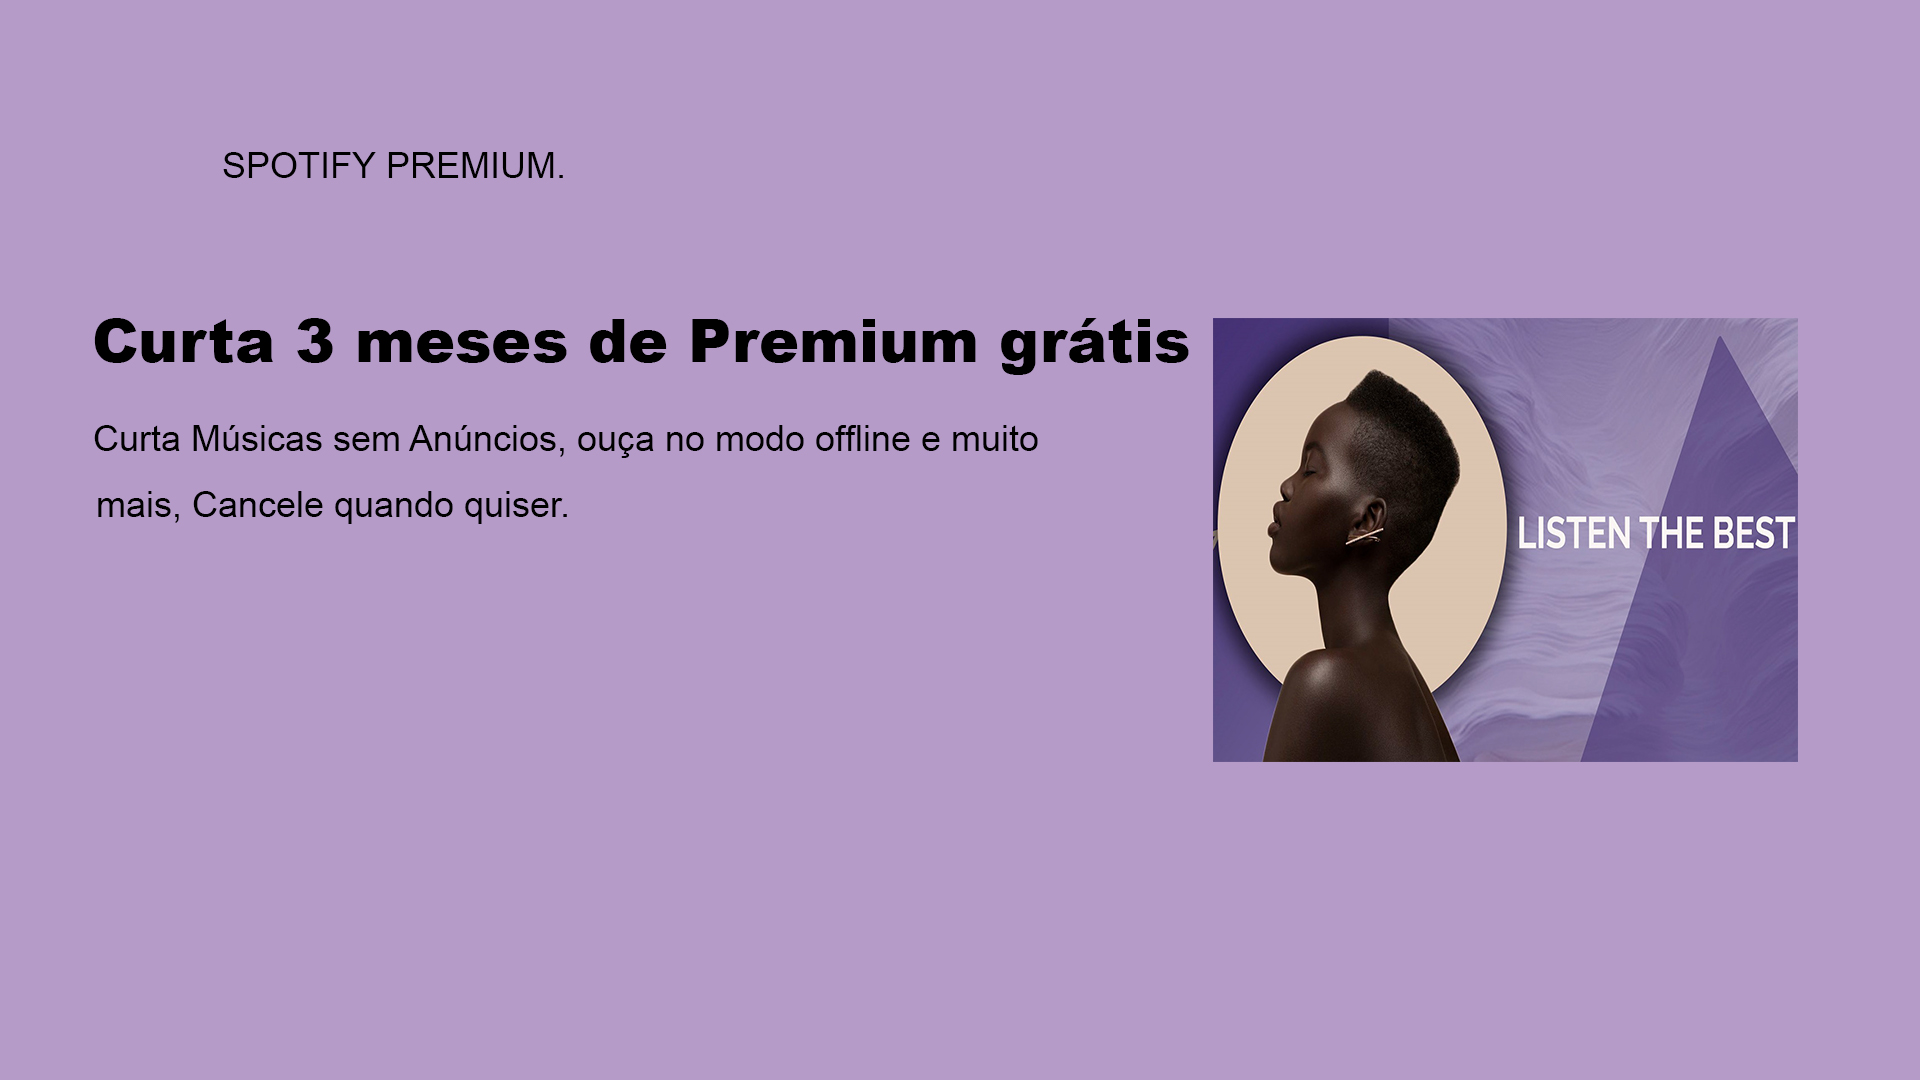 SPOTIFY PREMIUM.
Curta 3 meses de Premium grátis
Curta Músicas sem Anúncios, ouça no modo offline e muito
mais, Cancele quando quiser.
LISTEN THE BEST